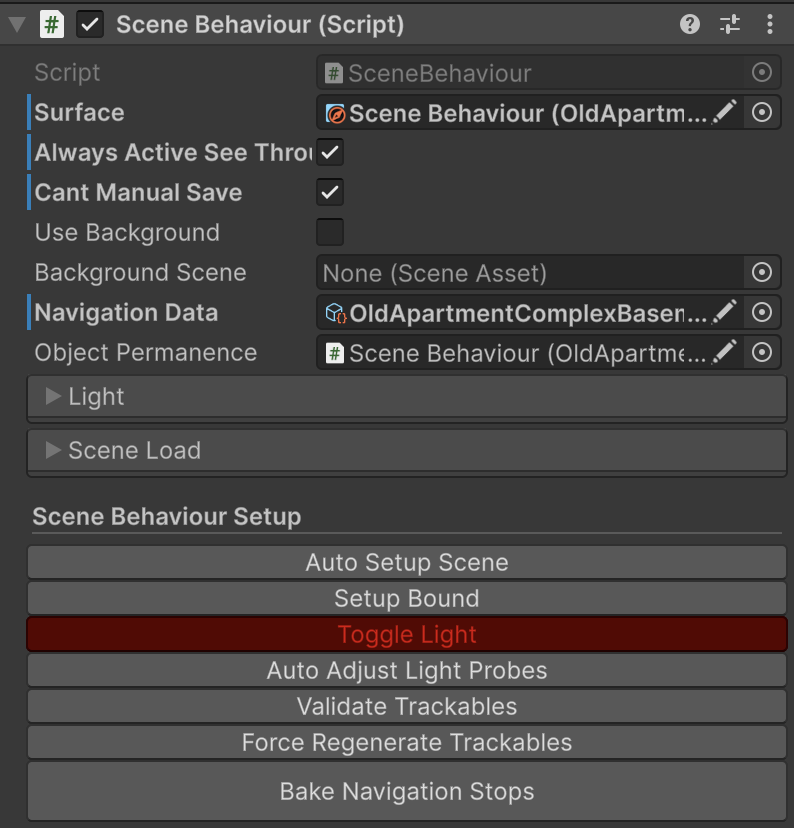 Scene Behaviour (Script)
Script SceneBehaviour
Surface Scene Behaviour (OldApartm...
Always Active See Throu
Cant Manual Save
Use Background
Background Scene None (Scene Asset)
Navigation Data OldApartmentComplexBasem...
Object Permanence Scene Behaviour (OldApartme...
Light
Scene Load
Scene Behaviour Setup
Auto Setup Scene
Setup Bound
Toggle Light
Auto Adjust Light Probes
Validate Trackables
Force Regenerate Trackables
Bake Navigation Stops